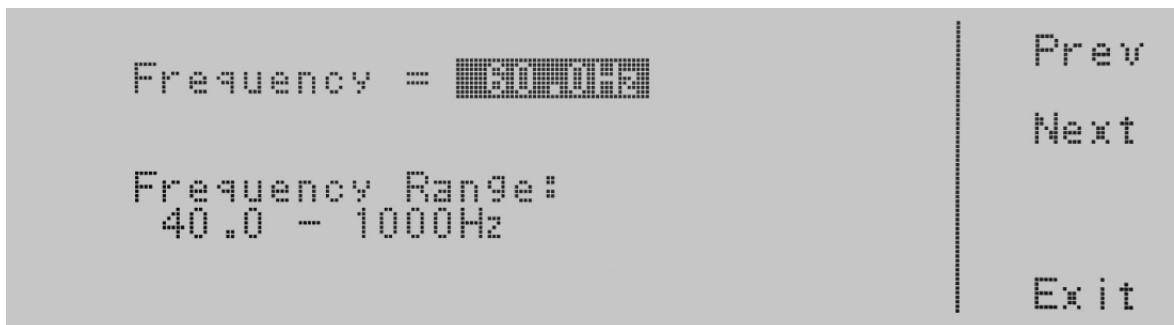 Frequency = 60.0Hz
Frequency Range:
40.0 - 1000Hz
Prev
Next
Exit